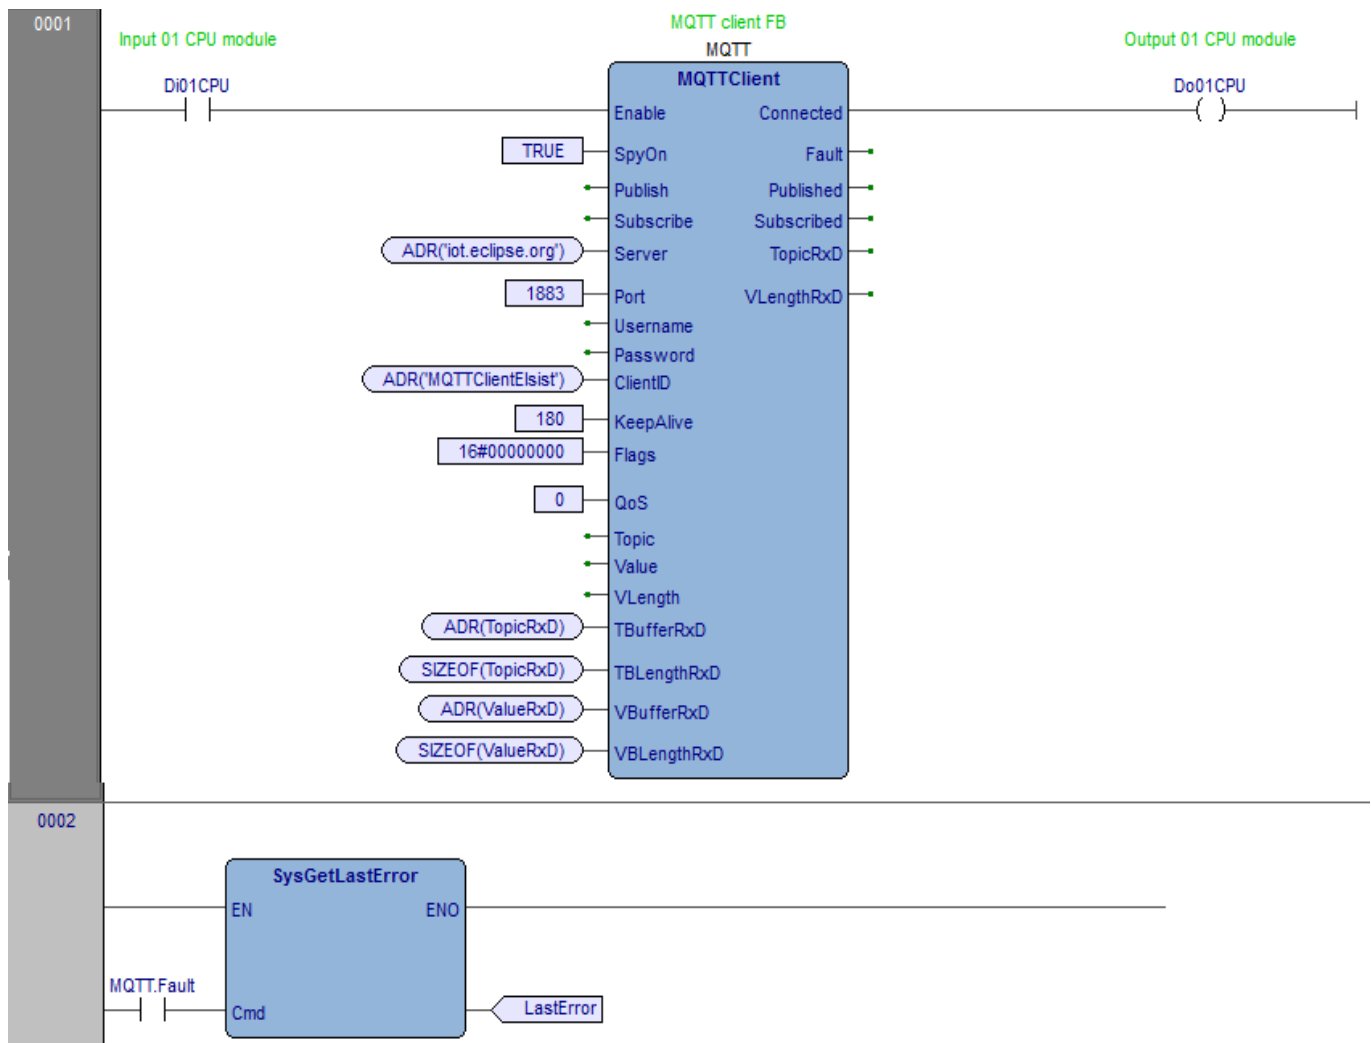 0001
Input 01 CPU module
MQTT client FB
Output 01 CPU module
MQTT
Di01CPU
MQTTClient
Do01CPU
Enable Connected
TRUE SpyOn Fault
Publish Published
Subscribe Subscribed
ADR('iot.eclipse.org') Server TopicRxD
1883 Port VLengthRxD
Username
Password
ADR('MQTTClientElsist') ClientID
180 KeepAlive
16#00000000 Flags
0 QoS
Topic
Value
VLength
ADR(TopicRxD) TBufferRxD
SIZEOF(TopicRxD) TBLengthRxD
ADR(ValueRxD) VBufferRxD
SIZEOF(ValueRxD) VBLengthRxD
0002
SysGetLastError
EN ENO
MQTT.Fault
Cmd LastError